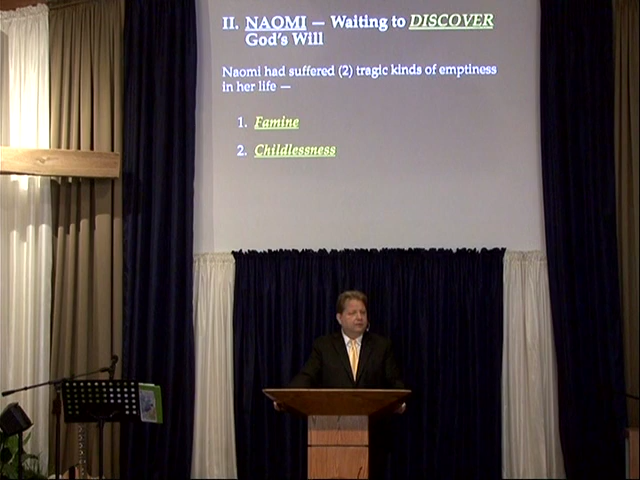 II. NAOMI — Waiting to DISCOVER
God's Will
Naomi had suffered (2) tragic kinds of emptiness
in her life —
1. Famine
2. Childlessness